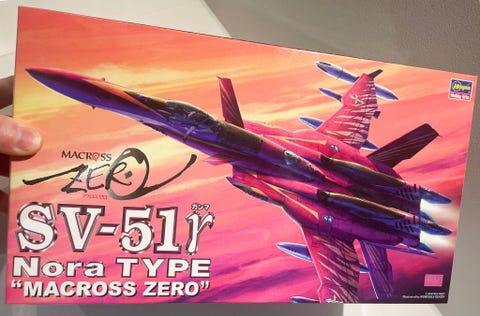 Hasegawa
MACROSS
ZERO
ガンマ
SV-51γ
Nora TYPE
"MACROSS ZERO"